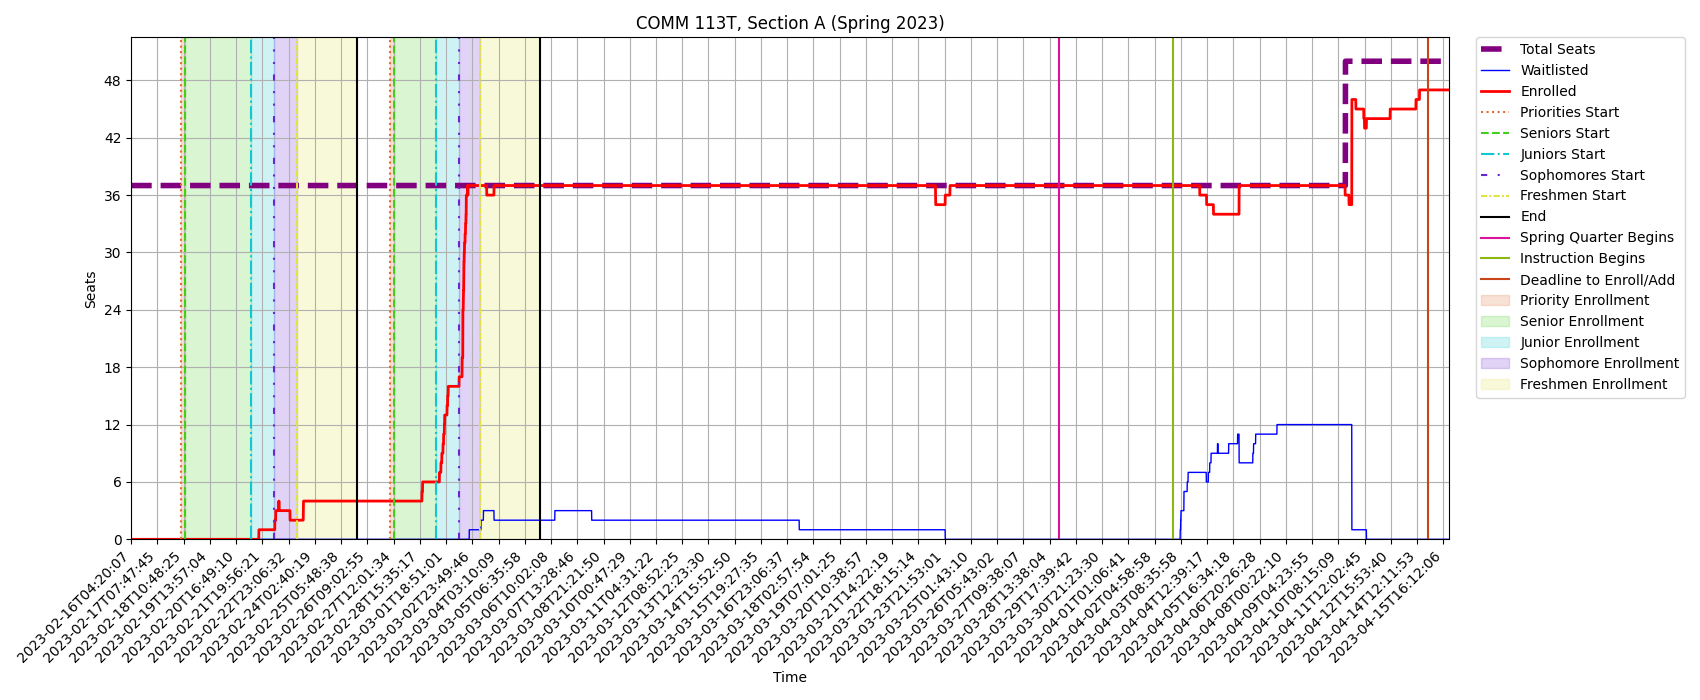 COMM 113T, Section A (Spring 2023)
Seats
48
42
36
30
24
18
12
6
0
2023-02-16T04:20:07
2023-02-17T07:47:45
2023-02-18T10:48:25
2023-02-19T13:57:04
2023-02-20T16:49:10
2023-02-21T19:56:21
2023-02-22T23:06:32
2023-02-24T02:40:19
2023-02-25T05:48:38
2023-02-26T09:02:55
2023-02-27T12:01:34
2023-02-28T15:35:17
2023-03-01T18:51:01
2023-03-02T23:49:46
2023-03-04T03:10:03
2023-03-05T06:35:58
2023-03-06T10:02:08
2023-03-07T13:28:46
2023-03-08T21:21:50
2023-03-10T00:47:29
2023-03-11T04:31:22
2023-03-12T08:52:25
2023-03-13T12:23:30
2023-03-14T15:52:50
2023-03-15T19:27:35
2023-03-16T23:06:37
2023-03-18T02:57:54
2023-03-19T07:01:25
2023-03-20T10:38:57
2023-03-21T14:22:19
2023-03-22T18:15:14
2023-03-23T21:53:01
2023-03-25T01:43:10
2023-03-26T05:43:02
2023-03-27T09:38:07
2023-03-28T13:38:04
2023-03-29T17:39:42
2023-03-30T21:23:30
2023-04-01T01:06:41
2023-04-02T04:58:58
2023-04-03T08:35:58
2023-04-04T12:39:17
2023-04-05T16:34:18
2023-04-06T20:26:28
2023-04-08T00:22:10
2023-04-09T04:23:55
2023-04-10T08:15:09
2023-04-11T12:02:45
2023-04-12T15:53:40
2023-04-14T12:11:53
2023-04-15T16:12:06
Time
Total Seats
Waitlisted
Enrolled
Priorities Start
Seniors Start
Juniors Start
Sophomores Start
Freshmen Start
End
Spring Quarter Begins
Instruction Begins
Deadline to Enroll/Add
Priority Enrollment
Senior Enrollment
Junior Enrollment
Sophomore Enrollment
Freshmen Enrollment